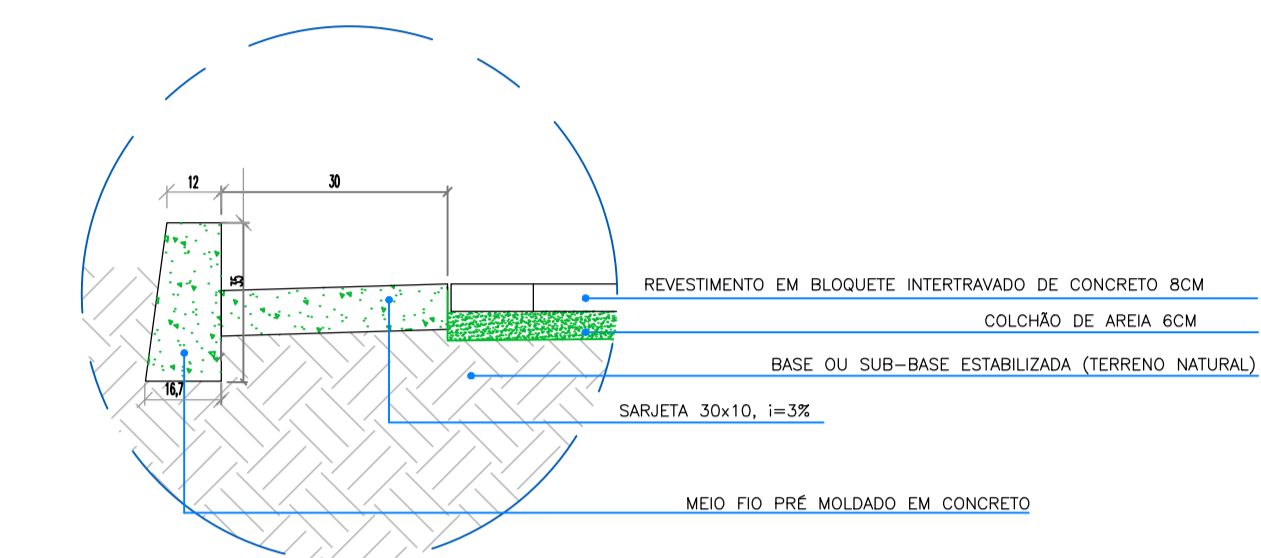 12
30
35
16,7
REVESTIMENTO EM BLOQUETE INTERTRAVADO DE CONCRETO 8CM
COLCHÃO DE AREIA 6CM
BASE OU SUB-BASE ESTABILIZADA (TERRENO NATURAL)
SARJETA 30x10, i=3%
MEIO FIO PRÉ MOLDADO EM CONCRETO